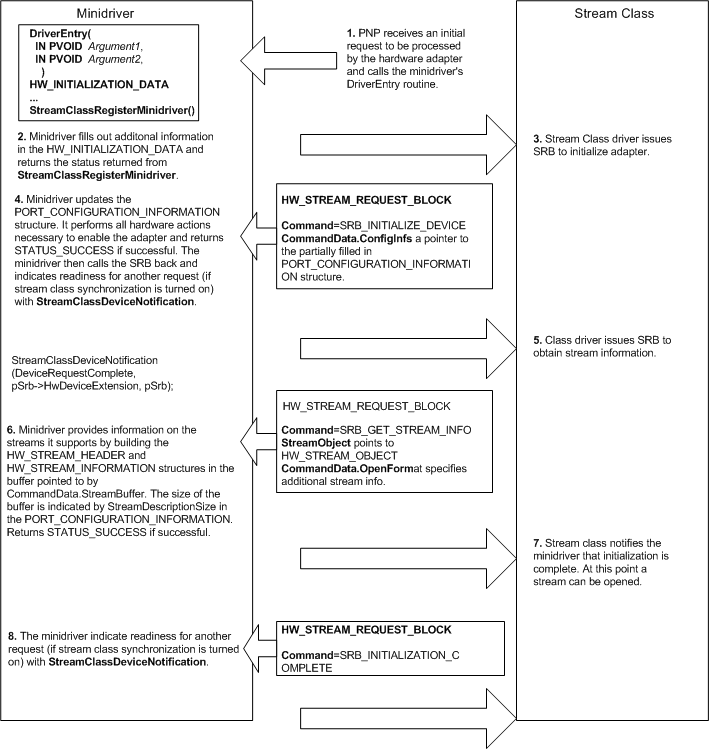 Minidriver
Stream Class
DriverEntry(
IN PVOID Argument1,
IN PVOID Argument2,
)
HW_INITIALIZATION_DATA
...
StreamClassRegisterMinidriver()
1. PNP receives an initial
request to be processed
by the hardware adapter
and calls the minidriver's
DriverEntry routine.
2. Minidriver fills out additonal information
in the HW_INITIALIZATION_DATA and
returns the status returned from
StreamClassRegisterMinidriver.
3. Stream Class driver issues
SRB to initialize adapter.
4. Minidriver updates the
PORT_CONFIGURATION_INFORMATION
structure. It performs all hardware actions
necessary to enable the adapter and returns
STATUS_SUCCESS if successful. The
minidriver then calls the SRB back and
indicates readiness for another request (if
stream class synchronization is turned on)
with StreamClassDeviceNotification.
HW_STREAM_REQUEST_BLOCK
Command=SRB_INITIALIZE_DEVICE
CommandData.ConfigInfs a pointer to
the partially filled in
PORT_CONFIGURATION_INFORMATI
ON structure.
5. Class driver issues SRB to
obtain stream information.
StreamClassDeviceNotification
(DeviceRequestComplete,
pSrb->HwDeviceExtension, pSrb);
HW_STREAM_REQUEST_BLOCK
Command=SRB_GET_STREAM_INFO
StreamObject points to
HW_STREAM_OBJECT
CommandData.OpenFormat specifies
additional stream info.
6. Minidriver provides information on the
streams it supports by building the
HW_STREAM_HEADER and
HW_STREAM_INFORMATION structures in the
buffer pointed to by
CommandData.StreamBuffer. The size of the
buffer is indicated by StreamDescriptionSize in
the PORT_CONFIGURATION_INFORMATION.
Returns STATUS_SUCCESS if successful.
7. Stream class notifies the
minidriver that initialization is
complete. At this point a
stream can be opened.
8. The minidriver indicate readiness for another
request (if stream class synchronization is turned
on) with StreamClassDeviceNotification.
HW_STREAM_REQUEST_BLOCK
Command=SRB_INITIALIZATION_C
OMPLETE